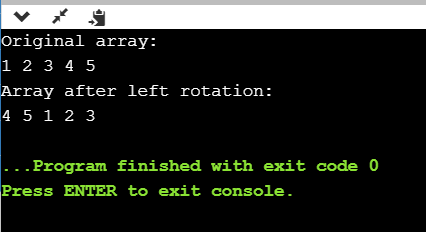 Original array:
1 2 3 4 5
Array after left rotation:
4 5 1 2 3
...Program finished with exit code 0
Press ENTER to exit console.